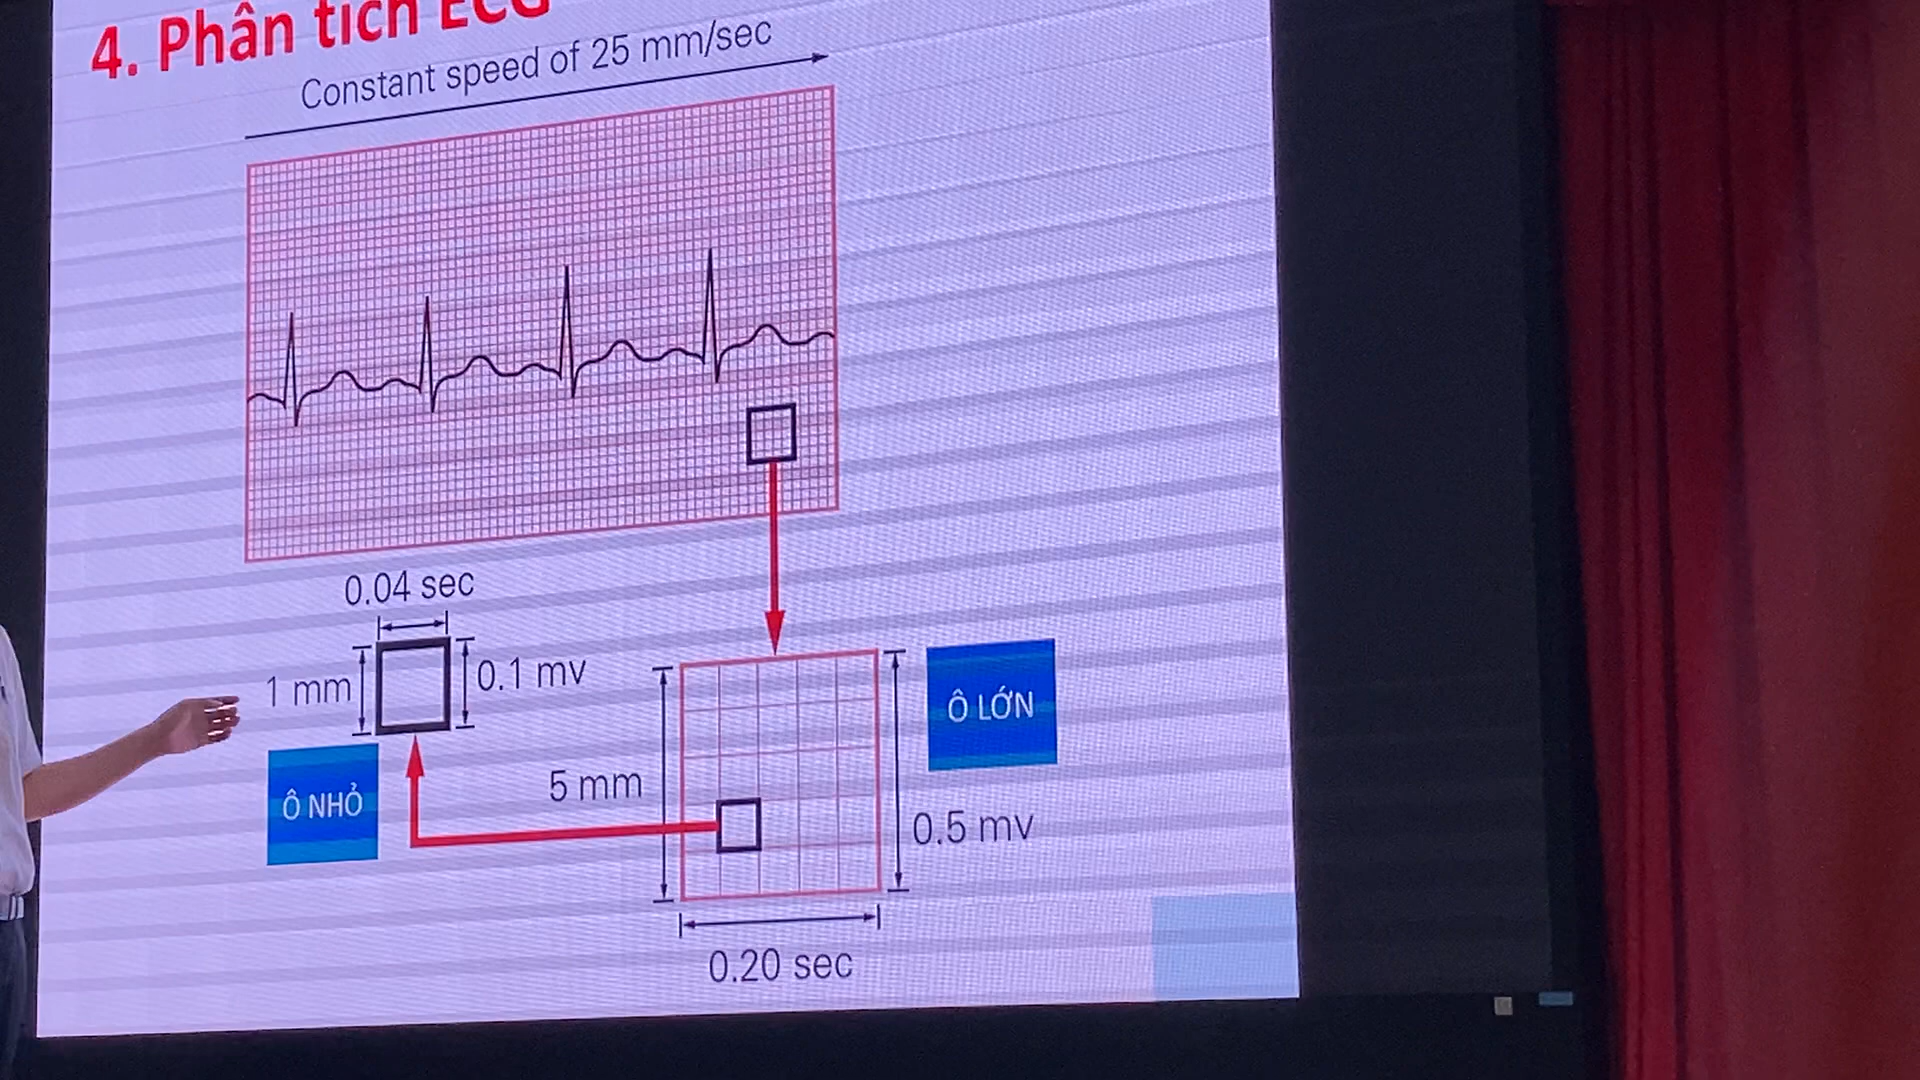 4. Phân tích ECG
Constant speed of 25 mm/sec
0.04 sec
1 mm
0.1 mv
Ô LỚN
Ô NHỎ
5 mm
0.5 mv
0.20 sec